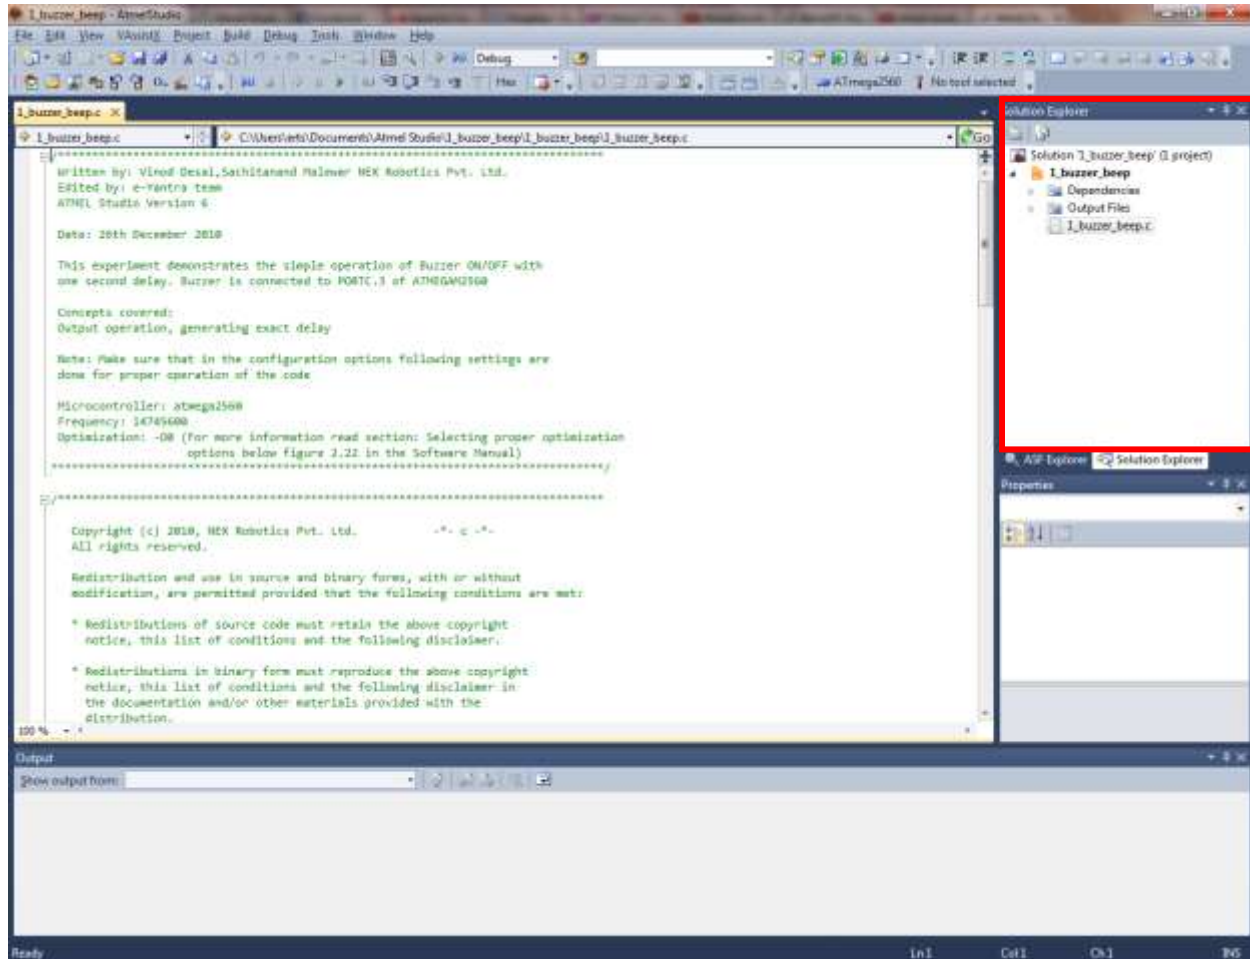 1_buzzer_beep - AtmelStudio
File Edit View VAssistX Project Build Debug Tools Window Help
Debug
Hex ATmega2560 No tool selected
1_buzzer_beep.c
1_buzzer_beep.c C:\Users\erts\Documents\Atmel Studio\1_buzzer_beep\1_buzzer_beep\1_buzzer_beep.c Go
/********************************************************************************
Written by: Vinod Desai,Sachitanand Malewar NEX Robotics Pvt. Ltd.
Edited by: e-Yantra team
ATMEL Studio Version 6
Date: 26th December 2010
This experiment demonstrates the simple operation of Buzzer ON/OFF with
one second delay. Buzzer is connected to PORTC.3 of ATMEGAM2560
Concepts covered:
Output operation, generating exact delay
Note: Make sure that in the configuration options following settings are
done for proper operation of the code
Microcontroller: atmega2560
Frequency: 14745600
Optimization: -O0 (For more information read section: Selecting proper optimization
options below figure 2.22 in the Software Manual)
*********************************************************************************/
/********************************************************************************
Copyright (c) 2010, NEX Robotics Pvt. Ltd. -*- c -*-
All rights reserved.
Redistribution and use in source and binary forms, with or without
modification, are permitted provided that the following conditions are met:
* Redistributions of source code must retain the above copyright
notice, this list of conditions and the following disclaimer.
* Redistributions in binary form must reproduce the above copyright
notice, this list of conditions and the following disclaimer in
the documentation and/or other materials provided with the
distribution.
100 %
Solution Explorer
Solution '1_buzzer_beep' (1 project)
1_buzzer_beep
Dependencies
Output Files
1_buzzer_beep.c
ASF Explorer Solution Explorer
Properties
Output
Show output from:
Ready Ln 1 Col 1 Ch 1 INS